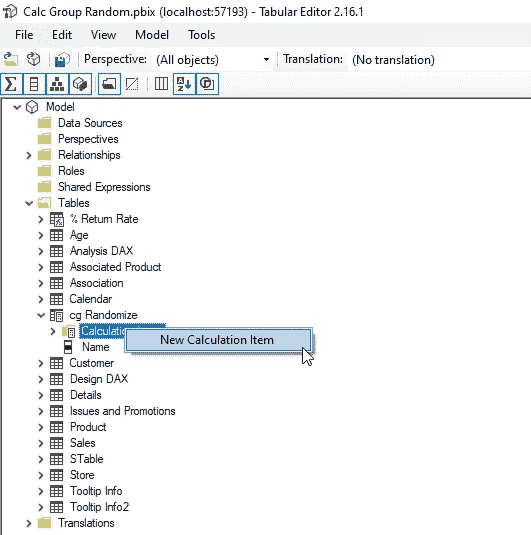 Calc Group Random.pbix (localhost:57193) - Tabular Editor 2.16.1
File Edit View Model Tools
Perspective: (All objects) Translation: (No translation)
Model
Data Sources
Perspectives
Relationships
Roles
Shared Expressions
Tables
% Return Rate
Age
Analysis DAX
Associated Product
Association
Calendar
cg Randomize
New Calculation Item
Name
Customer
Design DAX
Details
Issues and Promotions
Product
Sales
STable
Store
Tooltip Info
Tooltip Info2
Translations